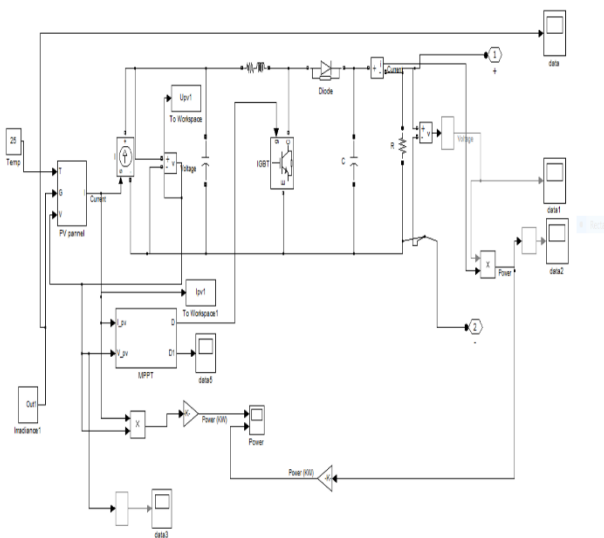 data
1
+
i
+
-
Current
Diode
Upv1
To Workspace
+
-
v
Voltage
g
C
E
IGBT
C
R
+
-
v
Voltage
25
Temp
T
G
V
I
PV pannel
Current
+
s
-
data1
data2
X
Power
Ipv1
To Workspace1
2
-
I_pv
V_pv
D
D1
MPPT
data5
Out1
Irradiance1
X
-K-
Power (KW)
Power
Power (KW)
-K-
data3